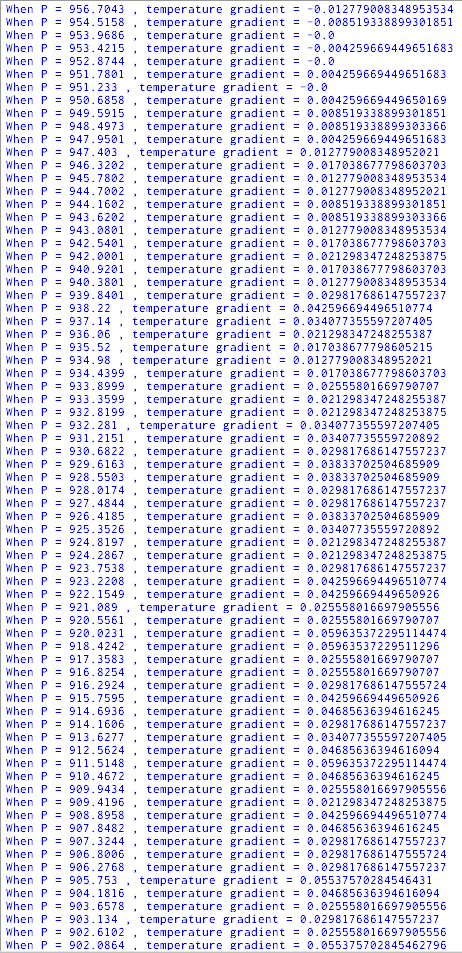 When P = 956.7043 , temperature gradient = -0.012779008348953534
When P = 954.5158 , temperature gradient = -0.008519338899301851
When P = 953.9686 , temperature gradient = -0.0
When P = 953.4215 , temperature gradient = -0.004259669449651683
When P = 952.8744 , temperature gradient = -0.0
When P = 951.7801 , temperature gradient = 0.004259669449651683
When P = 951.233 , temperature gradient = -0.0
When P = 950.6858 , temperature gradient = 0.004259669449650169
When P = 949.5915 , temperature gradient = 0.008519338899301851
When P = 948.4973 , temperature gradient = 0.008519338899303366
When P = 947.9501 , temperature gradient = 0.004259669449651683
When P = 947.403 , temperature gradient = 0.012779008348952021
When P = 946.3202 , temperature gradient = 0.017038677798603703
When P = 945.7802 , temperature gradient = 0.012779008348953534
When P = 944.7002 , temperature gradient = 0.012779008348952021
When P = 944.1602 , temperature gradient = 0.008519338899301851
When P = 943.6202 , temperature gradient = 0.008519338899303366
When P = 943.0801 , temperature gradient = 0.012779008348953534
When P = 942.5401 , temperature gradient = 0.017038677798603703
When P = 942.0001 , temperature gradient = 0.021298347248253875
When P = 940.9201 , temperature gradient = 0.017038677798603703
When P = 940.3801 , temperature gradient = 0.012779008348953534
When P = 939.8401 , temperature gradient = 0.029817686147557237
When P = 938.22 , temperature gradient = 0.042596694496510774
When P = 937.14 , temperature gradient = 0.034077355597207405
When P = 936.06 , temperature gradient = 0.021298347248255387
When P = 935.52 , temperature gradient = 0.017038677798605215
When P = 934.98 , temperature gradient = 0.012779008348952021
When P = 934.4399 , temperature gradient = 0.017038677798603703
When P = 933.8999 , temperature gradient = 0.02555801669790707
When P = 933.3599 , temperature gradient = 0.021298347248255387
When P = 932.8199 , temperature gradient = 0.021298347248253875
When P = 932.281 , temperature gradient = 0.034077355597207405
When P = 931.2151 , temperature gradient = 0.03407735559720892
When P = 930.6822 , temperature gradient = 0.029817686147557237
When P = 929.6163 , temperature gradient = 0.03833702504685909
When P = 928.5503 , temperature gradient = 0.03833702504685909
When P = 928.0174 , temperature gradient = 0.029817686147557237
When P = 927.4844 , temperature gradient = 0.029817686147557237
When P = 926.4185 , temperature gradient = 0.03833702504685909
When P = 925.3526 , temperature gradient = 0.03407735559720892
When P = 924.8197 , temperature gradient = 0.021298347248255387
When P = 924.2867 , temperature gradient = 0.021298347248253875
When P = 923.7538 , temperature gradient = 0.029817686147557237
When P = 923.2208 , temperature gradient = 0.042596694496510774
When P = 922.1549 , temperature gradient = 0.04259669449650926
When P = 921.089 , temperature gradient = 0.025558016697905556
When P = 920.5561 , temperature gradient = 0.02555801669790707
When P = 920.0231 , temperature gradient = 0.059635372295114474
When P = 918.4242 , temperature gradient = 0.05963537229511296
When P = 917.3583 , temperature gradient = 0.02555801669790707
When P = 916.8254 , temperature gradient = 0.02555801669790707
When P = 916.2924 , temperature gradient = 0.029817686147555724
When P = 915.7595 , temperature gradient = 0.04259669449650926
When P = 914.6936 , temperature gradient = 0.04685636394616245
When P = 914.1606 , temperature gradient = 0.029817686147557237
When P = 913.6277 , temperature gradient = 0.034077355597207405
When P = 912.5624 , temperature gradient = 0.04685636394616094
When P = 911.5148 , temperature gradient = 0.059635372295114474
When P = 910.4672 , temperature gradient = 0.04685636394616245
When P = 909.9434 , temperature gradient = 0.025558016697905556
When P = 909.4196 , temperature gradient = 0.021298347248253875
When P = 908.8958 , temperature gradient = 0.042596694496510774
When P = 907.8482 , temperature gradient = 0.04685636394616245
When P = 907.3244 , temperature gradient = 0.029817686147557237
When P = 906.8006 , temperature gradient = 0.029817686147555724
When P = 906.2768 , temperature gradient = 0.029817686147557237
When P = 905.753 , temperature gradient = 0.05537570284546431
When P = 904.1816 , temperature gradient = 0.04685636394616094
When P = 903.6578 , temperature gradient = 0.025558016697905556
When P = 903.134 , temperature gradient = 0.029817686147557237
When P = 902.6102 , temperature gradient = 0.025558016697905556
When P = 902.0864 , temperature gradient = 0.055375702845462796